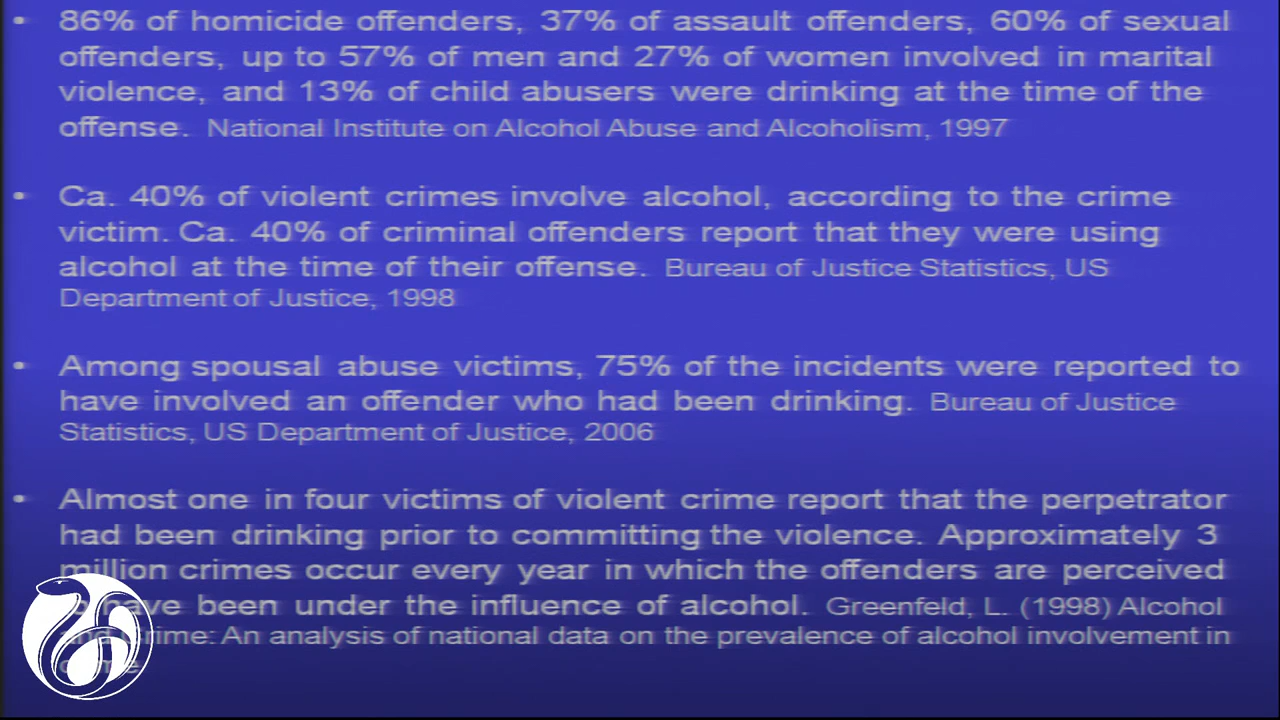 • 86% of homicide offenders, 37% of assault offenders, 60% of sexual
offenders, up to 57% of men and 27% of women involved in marital
violence, and 13% of child abusers were drinking at the time of the
offense. National Institute on Alcohol Abuse and Alcoholism, 1997
• Ca. 40% of violent crimes involve alcohol, according to the crime
victim. Ca. 40% of criminal offenders report that they were using
alcohol at the time of their offense. Bureau of Justice Statistics, US
Department of Justice, 1998
• Among spousal abuse victims, 75% of the incidents were reported to
have involved an offender who had been drinking. Bureau of Justice
Statistics, US Department of Justice, 2006
• Almost one in four victims of violent crime report that the perpetrator
had been drinking prior to committing the violence. Approximately 3
million crimes occur every year in which the offenders are perceived
have been under the influence of alcohol. Greenfeld, L. (1998) Alcohol
Crime: An analysis of national data on the prevalence of alcohol involvement in